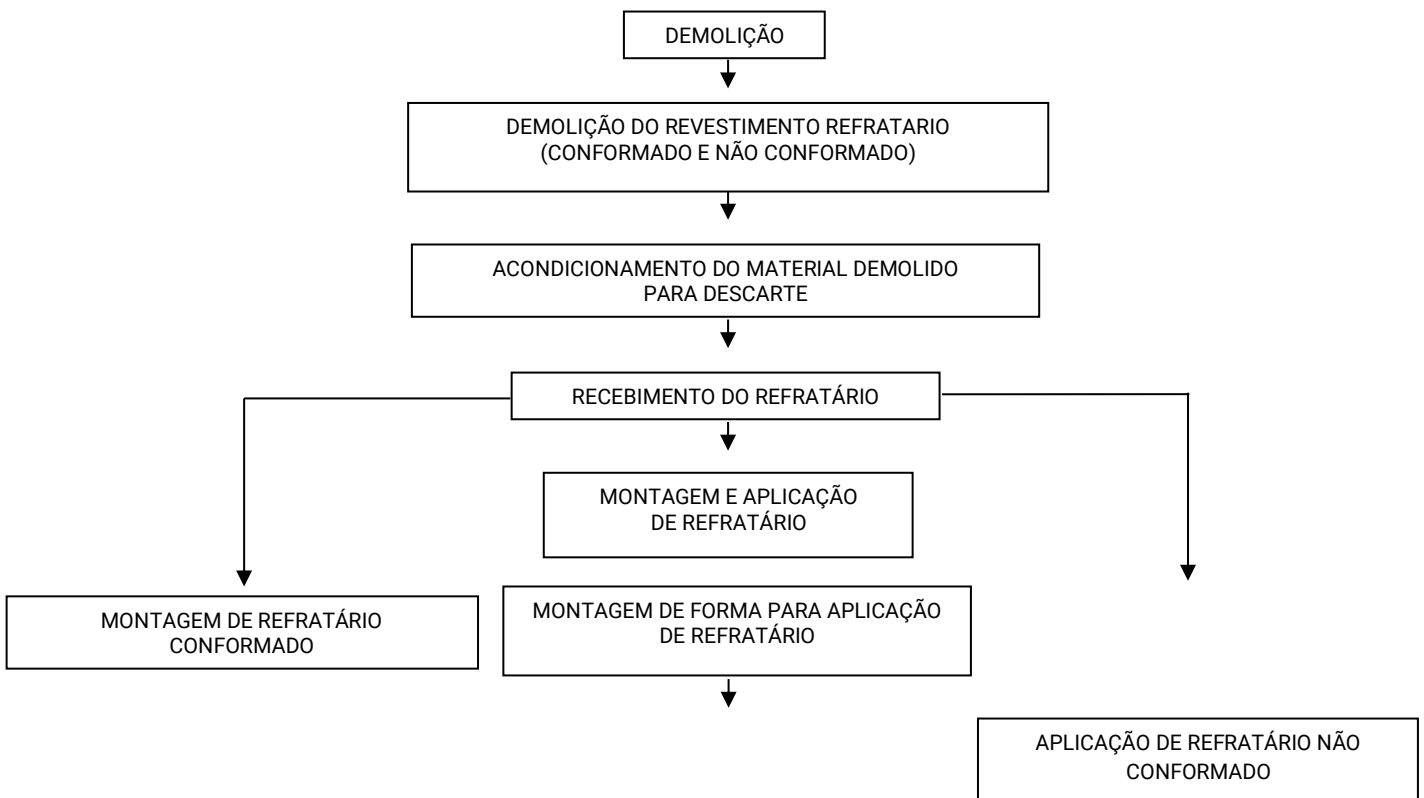 DEMOLIÇÃO
DEMOLIÇÃO DO REVESTIMENTO REFRATARIO
(CONFORMADO E NÃO CONFORMADO)
ACONDICIONAMENTO DO MATERIAL DEMOLIDO
PARA DESCARTE
RECEBIMENTO DO REFRATÁRIO
MONTAGEM E APLICAÇÃO
DE REFRATÁRIO
MONTAGEM DE REFRATÁRIO
CONFORMADO
MONTAGEM DE FORMA PARA APLICAÇÃO
DE REFRATÁRIO
APLICAÇÃO DE REFRATÁRIO NÃO
CONFORMADO